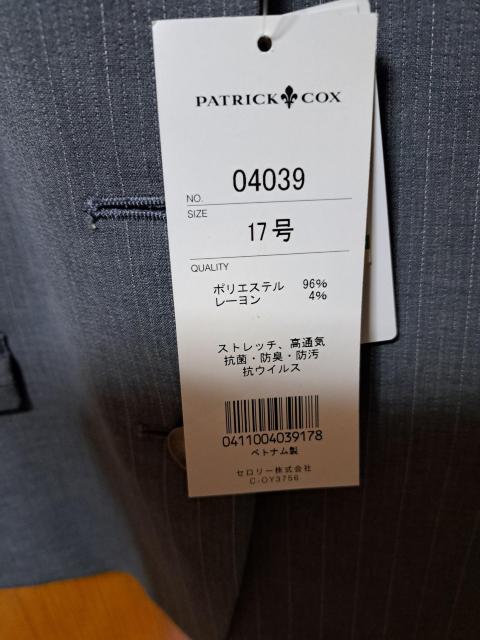 PATRICK COX
NO. 04039
SIZE 17号
QUALITY
ポリエステル 96%
レーヨン 4%
ストレッチ、高通気
抗菌・防臭・防汚
抗ウイルス
0411004039178
ベトナム製
セロリー株式会社
C-OY3756